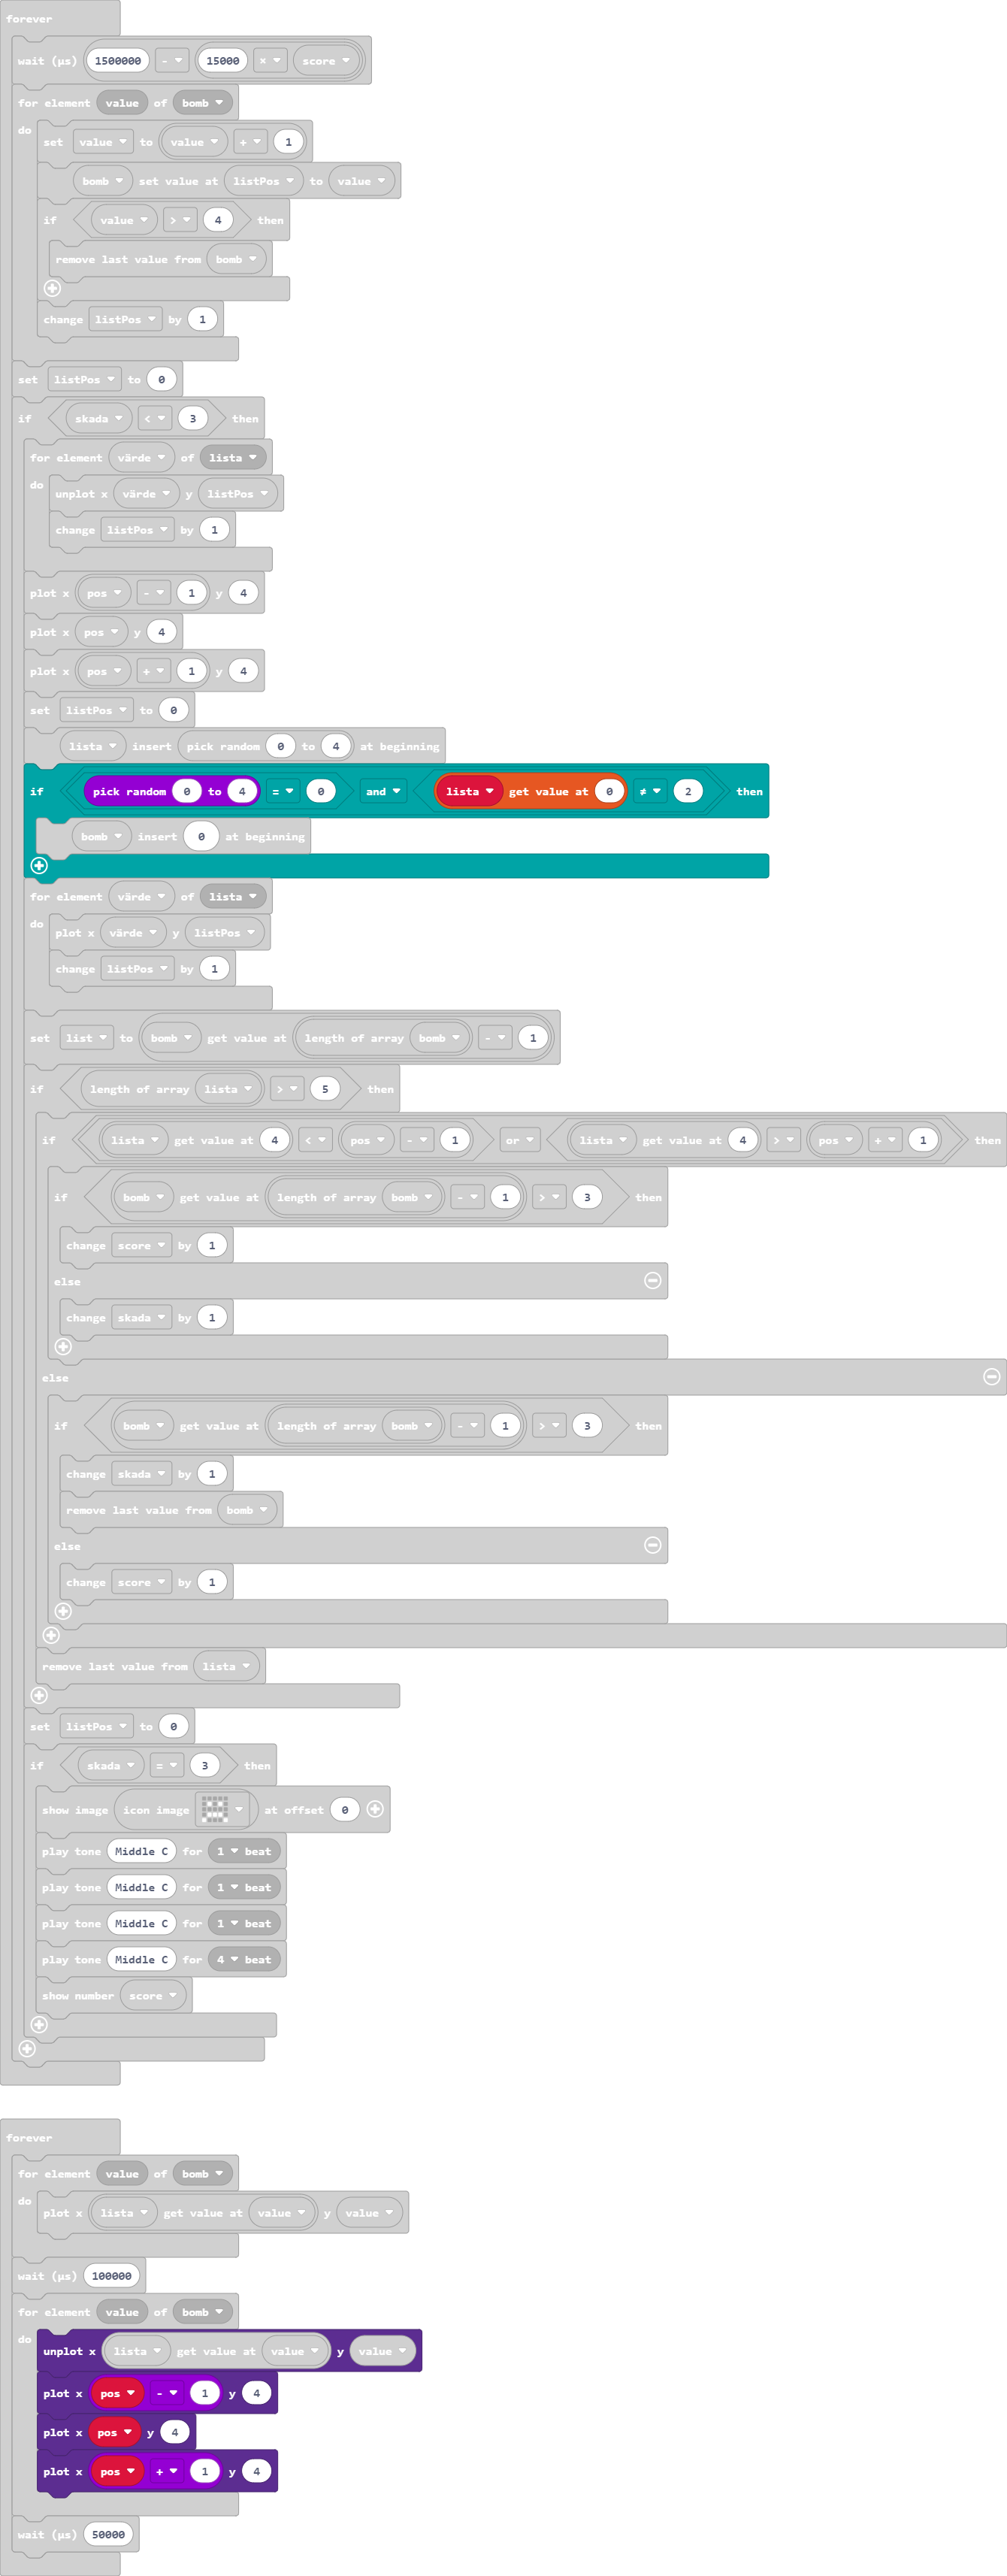 forever
wait (µs) 1500000 - 15000 × score
for element value of bomb
do
set value to value + 1
bomb set value at listPos to value
if value > 4 then
remove last value from bomb
change listPos by 1
set listPos to 0
if skada < 3 then
for element värde of lista
do
unplot x värde y listPos
change listPos by 1
plot x pos - 1 y 4
plot x pos y 4
plot x pos + 1 y 4
set listPos to 0
lista insert pick random 0 to 4 at beginning
if pick random 0 to 4 = 0 and lista get value at 0 ≠ 2 then
bomb insert 0 at beginning
for element värde of lista
do
plot x värde y listPos
change listPos by 1
set list to bomb get value at length of array bomb - 1
if length of array lista > 5 then
if lista get value at 4 < pos - 1 or lista get value at 4 > pos + 1 then
if bomb get value at length of array bomb - 1 > 3 then
change score by 1
else
change skada by 1
else
if bomb get value at length of array bomb - 1 > 3 then
change skada by 1
remove last value from bomb
else
change score by 1
remove last value from lista
set listPos to 0
if skada = 3 then
show image icon image at offset 0
play tone Middle C for 1 beat
play tone Middle C for 1 beat
play tone Middle C for 1 beat
play tone Middle C for 4 beat
show number score
forever
for element value of bomb
do
plot x lista get value at value y value
wait (µs) 100000
for element value of bomb
do
unplot x lista get value at value y value
plot x pos - 1 y 4
plot x pos y 4
plot x pos + 1 y 4
wait (µs) 50000